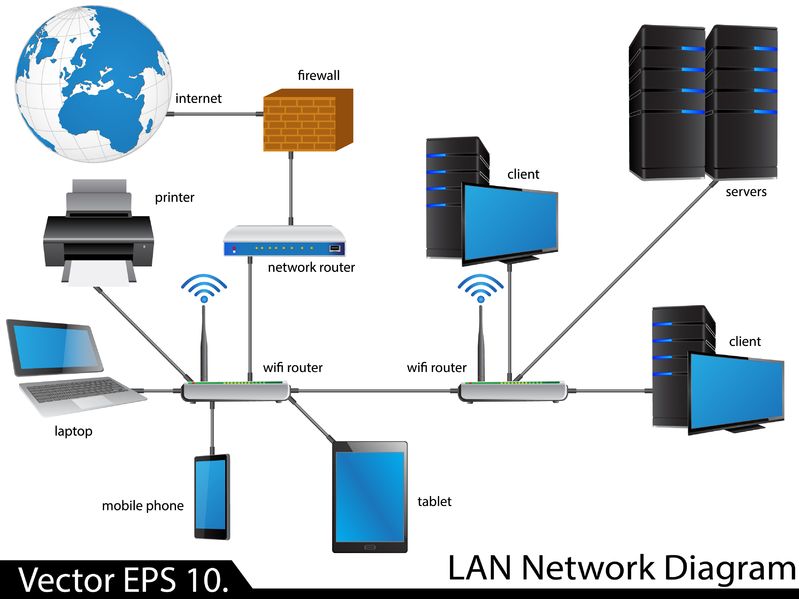 internet
firewall
printer
network router
client
servers
wifi router
wifi router
client
laptop
mobile phone
tablet
Vector EPS 10.
LAN Network Diagram